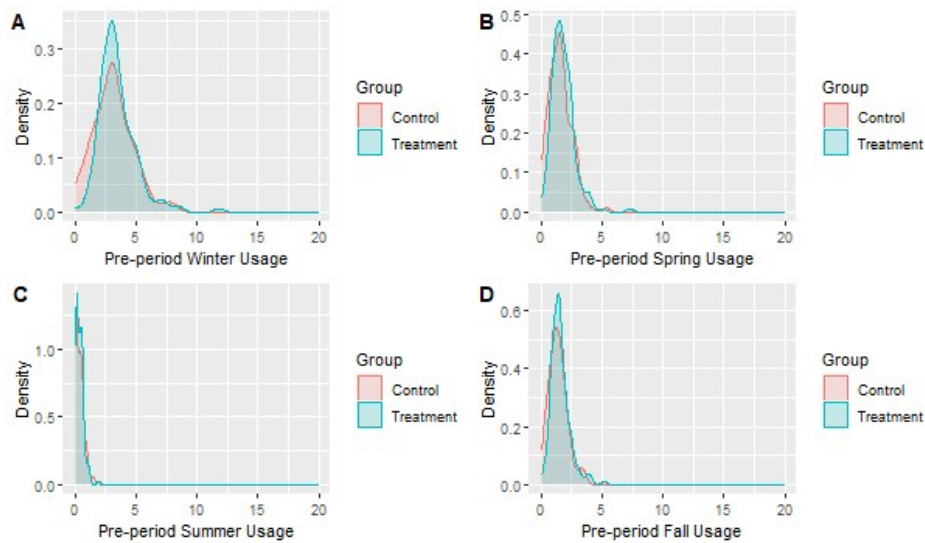 A
Density
0.3
0.2
0.1
0.0
0 5 10 15 20
Pre-period Winter Usage
Group
Control
Treatment
B
Density
0.5
0.4
0.3
0.2
0.1
0.0
0 5 10 15 20
Pre-period Spring Usage
Group
Control
Treatment
C
Density
1.0
0.5
0.0
0 5 10 15 20
Pre-period Summer Usage
Group
Control
Treatment
D
Density
0.6
0.4
0.2
0.0
0 5 10 15 20
Pre-period Fall Usage
Group
Control
Treatment